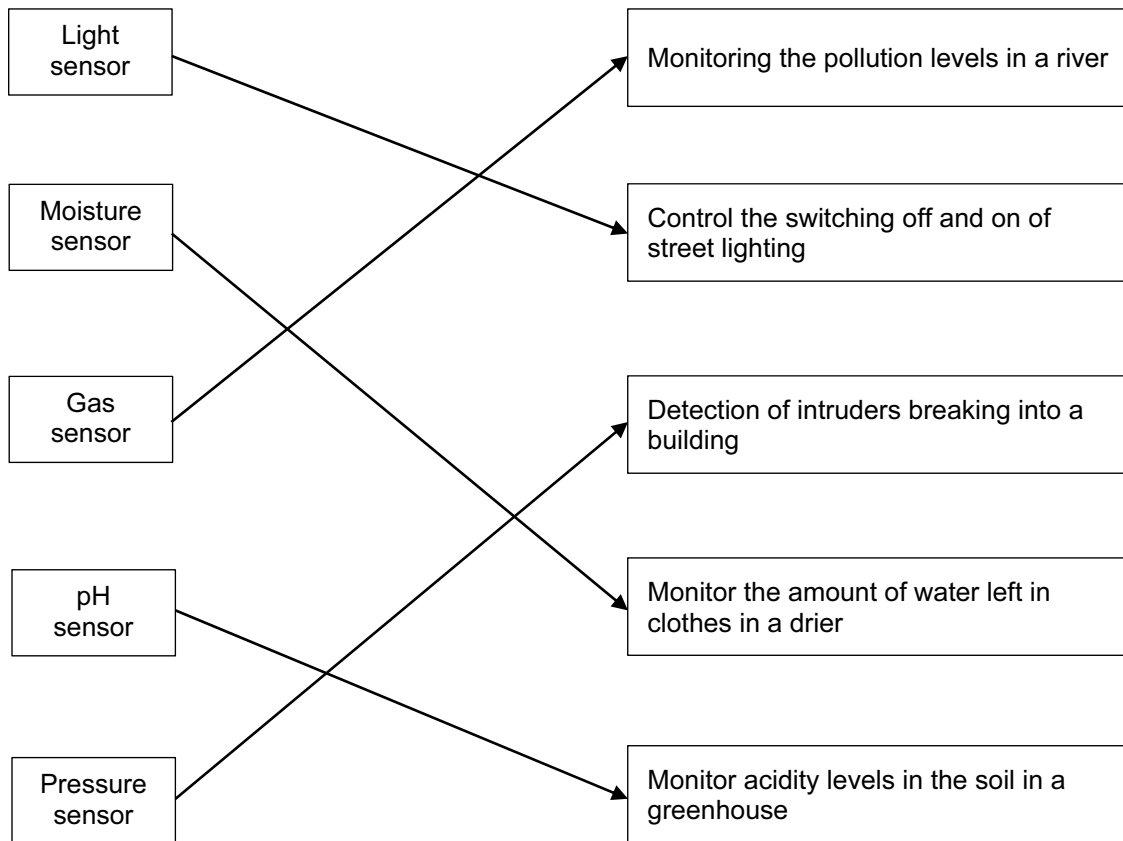 Light
sensor
Monitoring the pollution levels in a river
Moisture
sensor
Control the switching off and on of
street lighting
Gas
sensor
Detection of intruders breaking into a
building
pH
sensor
Monitor the amount of water left in
clothes in a drier
Pressure
sensor
Monitor acidity levels in the soil in a
greenhouse